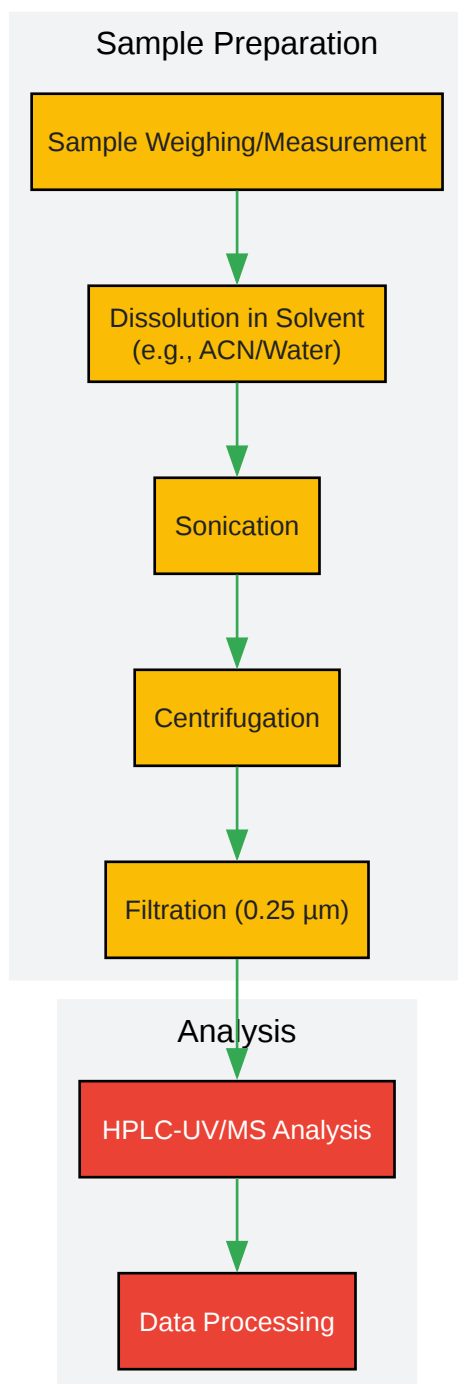 Sample Preparation
Sample Weighing/Measurement
Dissolution in Solvent
(e.g., ACN/Water)
Sonication
Centrifugation
Filtration (0.25 µm)
Analysis
HPLC-UV/MS Analysis
Data Processing